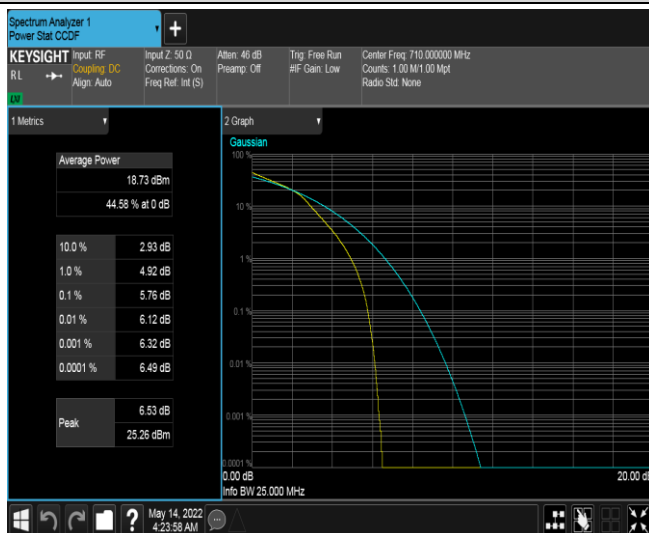 Spectrum Analyzer 1
Power Stat CCDF
+
KEYSIGHT Input: RF Input Z: 50 Ω Atten: 46 dB Trig: Free Run Center Freq: 710.000000 MHz
RL Coupling: DC Corrections: On Preamp: Off #IF Gain: Low Counts: 1.00 M/1.00 Mpt
Align: Auto Freq Ref: Int (S) Radio Std: None
1 Metrics
Average Power
18.73 dBm
44.58 % at 0 dB
10.0 % 2.93 dB
1.0 % 4.92 dB
0.1 % 5.76 dB
0.01 % 6.12 dB
0.001 % 6.32 dB
0.0001 % 6.49 dB
Peak 6.53 dB
25.26 dBm
2 Graph
Gaussian
100 %
10 %
1 %
0.1 %
0.01 %
0.001 %
0.0001 %
0.00 dB 20.00 dB
Info BW 25.000 MHz
? May 14, 2022
4:23:58 AM